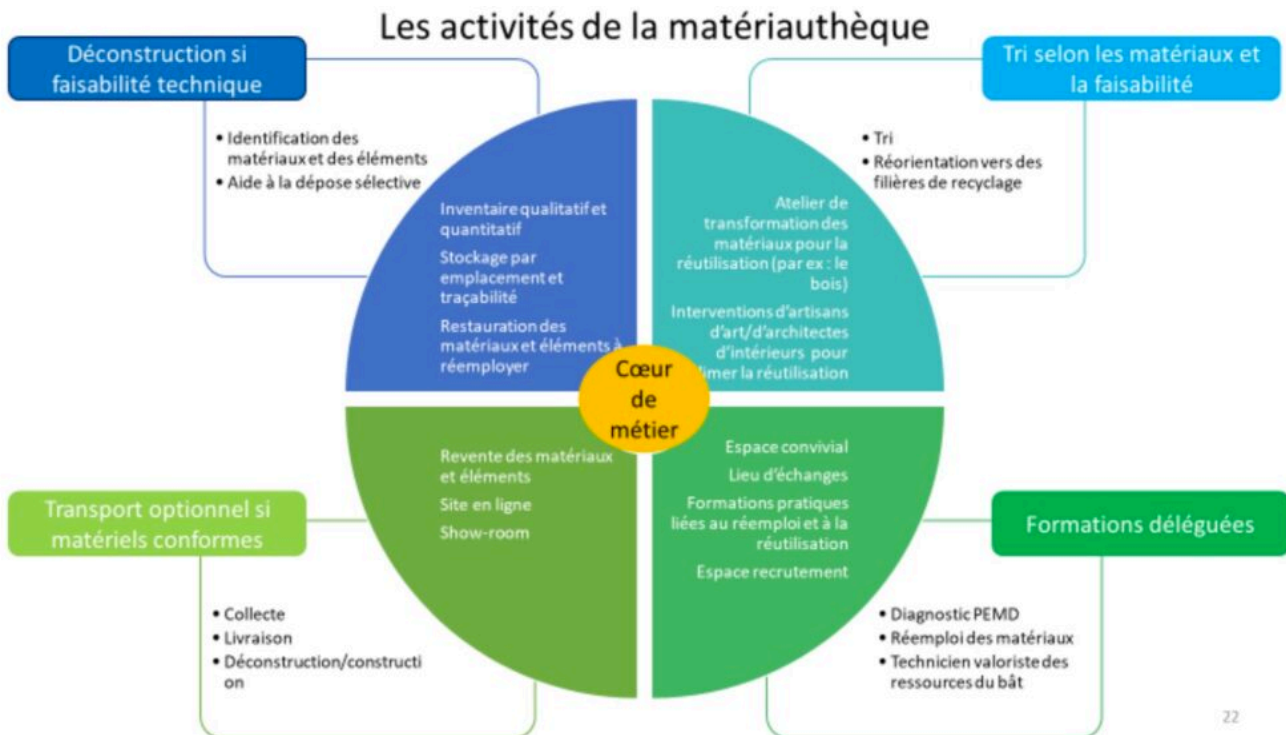 Les activités de la matériauthèque
Déconstruction si
faisabilité technique
• Identification des
matériaux et des éléments
• Aide à la dépose sélective
Inventaire qualitatif et
quantitatif
Stockage par
emplacement et
traçabilité
Restauration des
matériaux et éléments à
réemployer
Tri selon les matériaux et
la faisabilité
• Tri
• Réorientation vers des
filières de recyclage
Atelier de
transformation des
matériaux pour la
réutilisation (par ex : le
bois)
Interventions d'artisans
d'art/d'architectes
d'intérieurs pour
la réutilisation
Cœur
de
métier
Revente des matériaux
et éléments
Site en ligne
Show-room
Transport optionnel si
matériels conformes
• Collecte
• Livraison
• Déconstruction/constructi
on
Espace convivial
Lieu d'échanges
Formations pratiques
liées au réemploi et à la
réutilisation
Espace recrutement
Formations déléguées
• Diagnostic PEMD
• Réemploi des matériaux
• Technicien valoriste des
ressources du bât
22